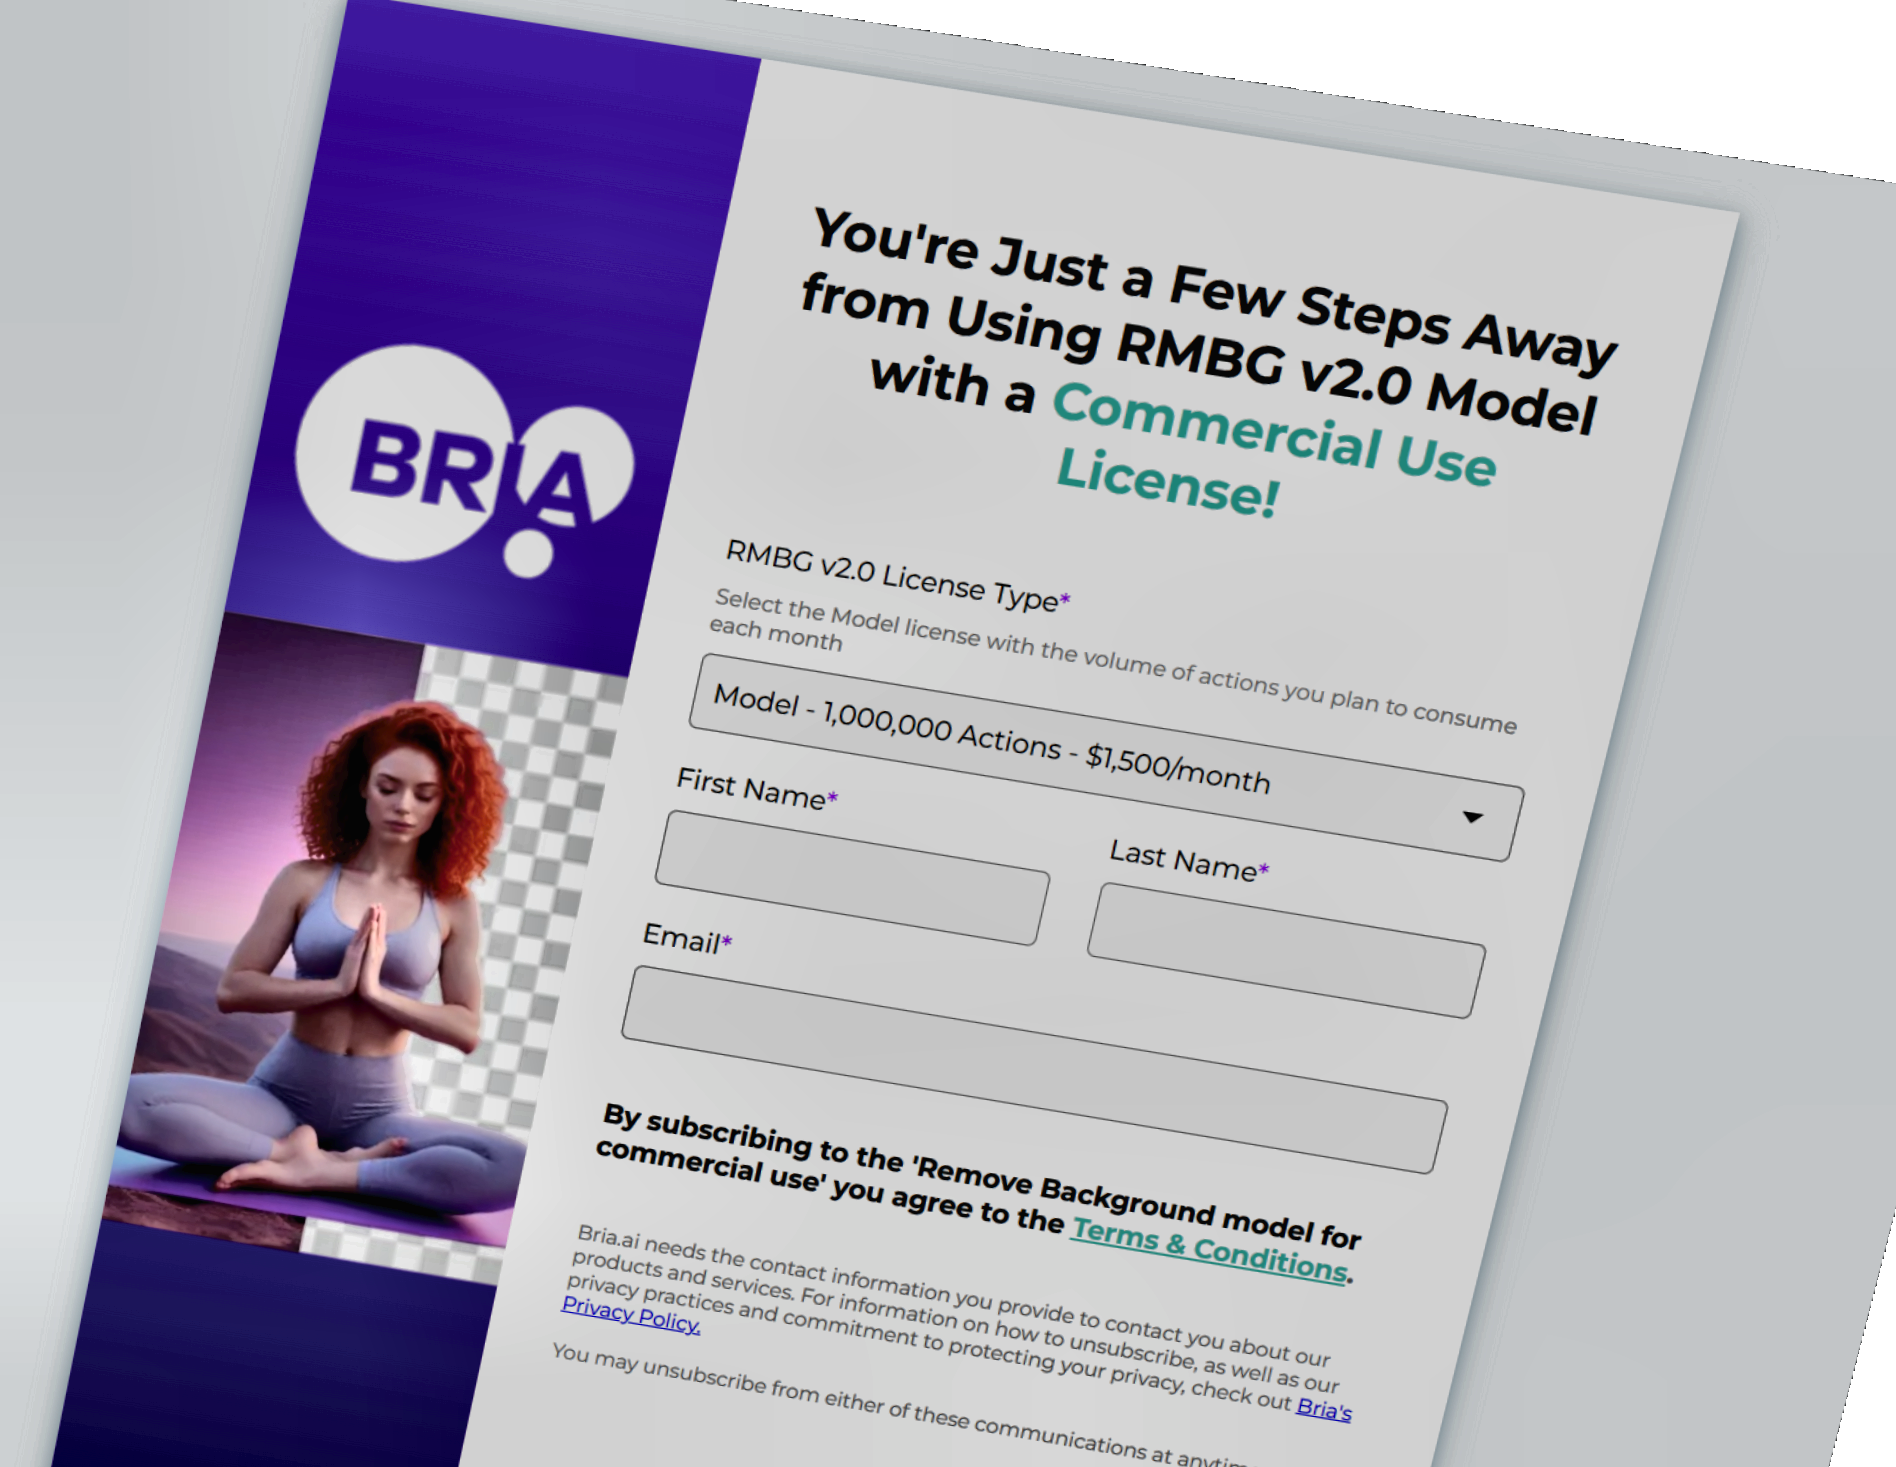 BRIA
You're Just a Few Steps Away
from Using RMBG v2.0 Model
with a Commercial Use
License!
RMBG v2.0 License Type*
Select the Model license with the volume of actions you plan to consume
each month
Model - 1,000,000 Actions - $1,500/month
First Name*
Last Name*
Email*
By subscribing to the 'Remove Background model for
commercial use' you agree to the Terms & Conditions.
Bria.ai needs the contact information you provide to contact you about our
products and services. For information on how to unsubscribe, as well as our
privacy practices and commitment to protecting your privacy, check out Bria's
Privacy Policy.
You may unsubscribe from either of these communications at